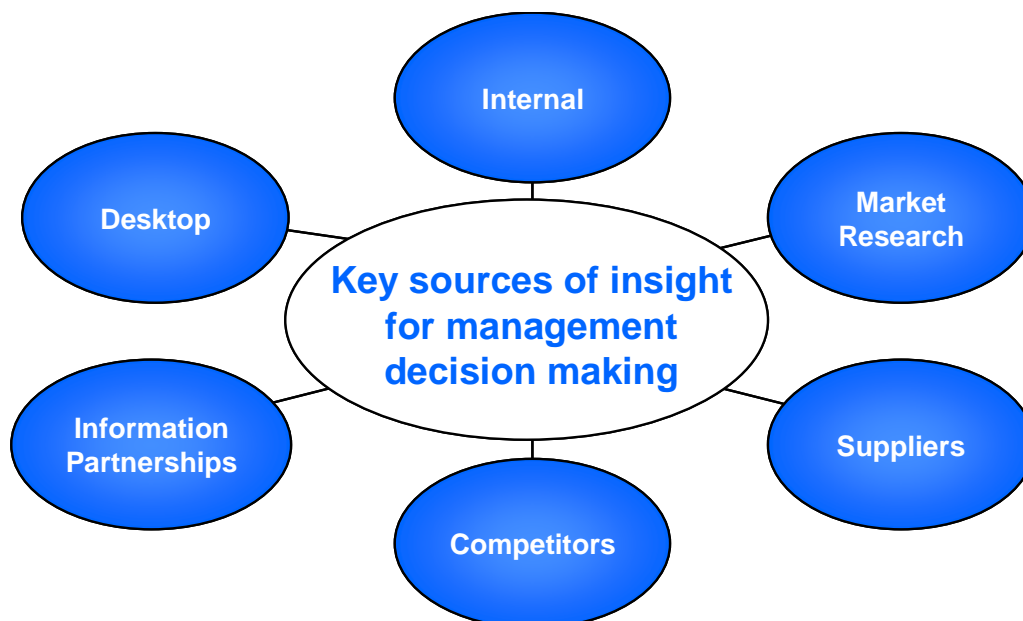 Internal
Desktop
Market
Research
Key sources of insight
for management
decision making
Information
Partnerships
Suppliers
Competitors